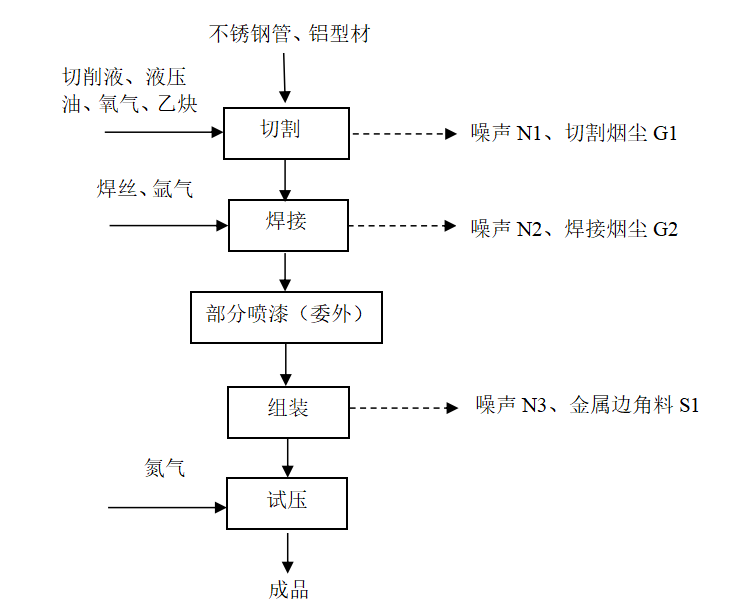 不锈钢管、铝型材
切削液、液压
油、氧气、乙炔
切割
噪声 N1、切割烟尘 G1
焊丝、氩气
焊接
噪声 N2、焊接烟尘 G2
部分喷漆（委外）
组装
噪声 N3、金属边角料 S1
氮气
试压
成品